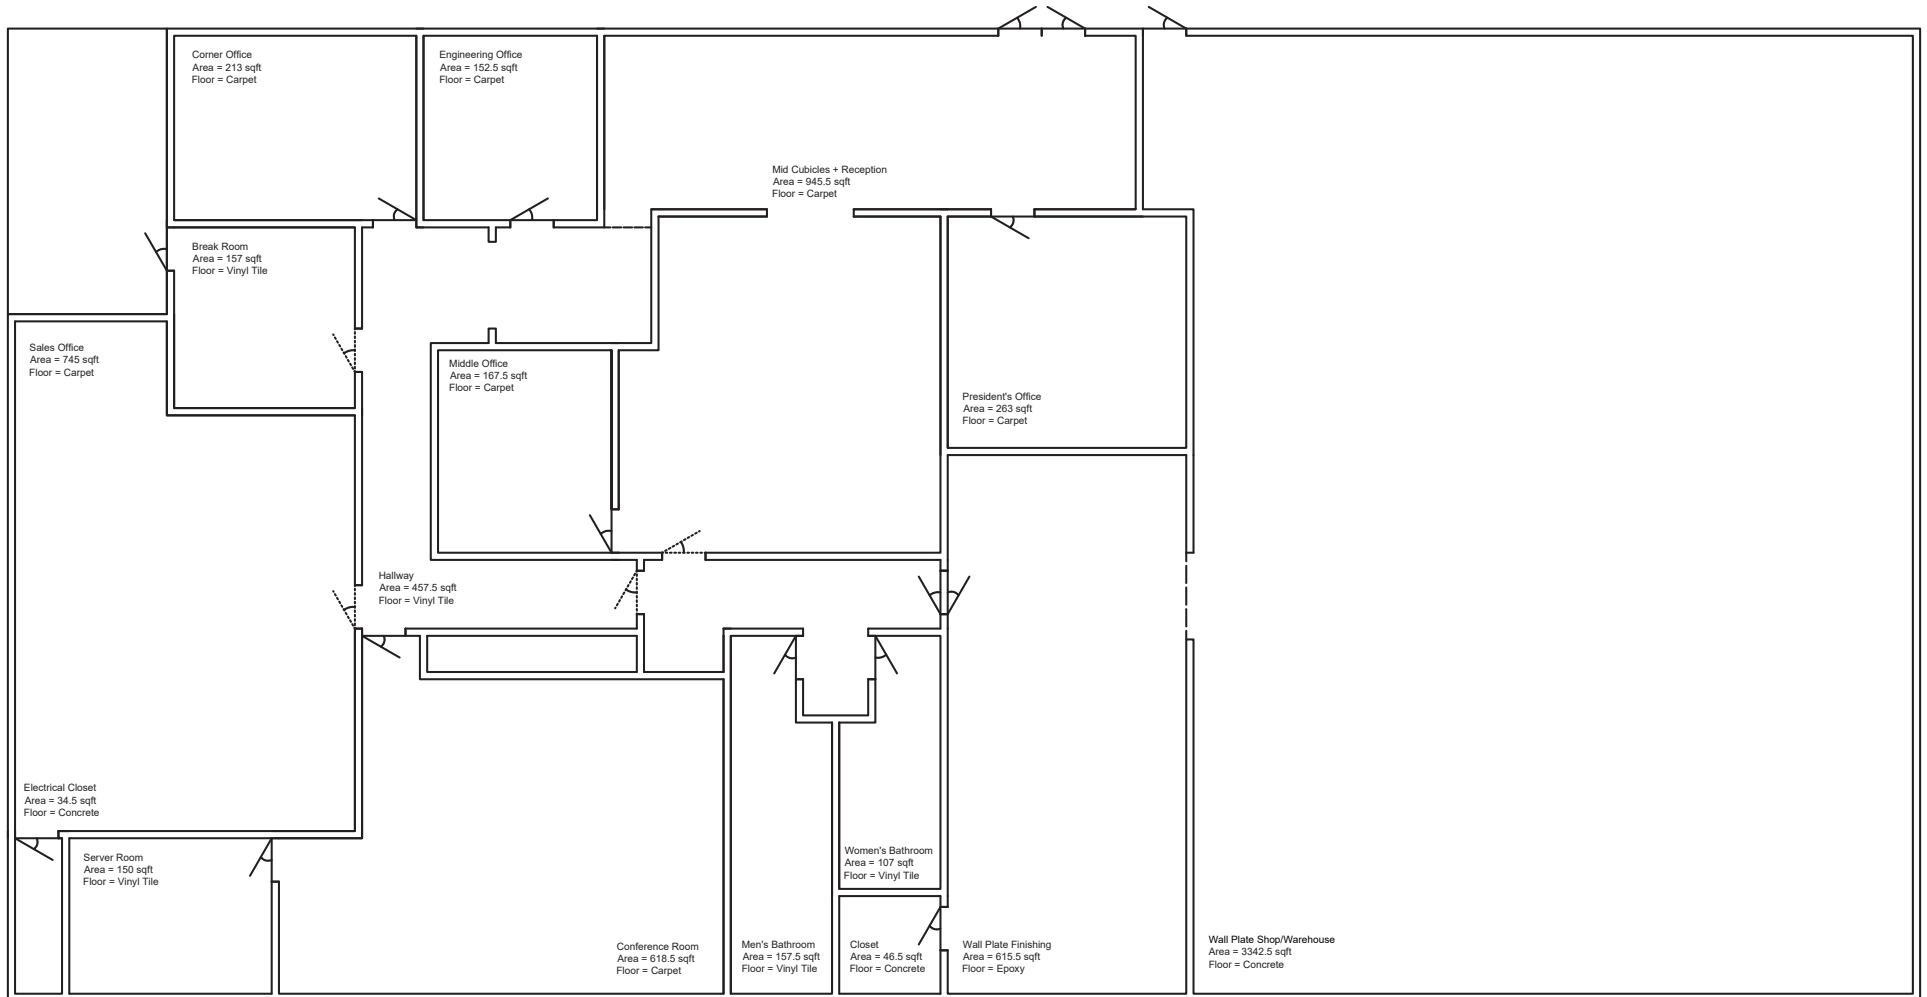 Corner Office
Area = 213 sqft
Floor = Carpet
Engineering Office
Area = 152.5 sqft
Floor = Carpet
Mid Cubicles + Reception
Area = 945.5 sqft
Floor = Carpet
Break Room
Area = 157 sqft
Floor = Vinyl Tile
Sales Office
Area = 745 sqft
Floor = Carpet
Middle Office
Area = 167.5 sqft
Floor = Carpet
President's Office
Area = 263 sqft
Floor = Carpet
Hallway
Area = 457.5 sqft
Floor = Vinyl Tile
Electrical Closet
Area = 34.5 sqft
Floor = Concrete
Server Room
Area = 150 sqft
Floor = Vinyl Tile
Women's Bathroom
Area = 107 sqft
Floor = Vinyl Tile
Conference Room
Area = 618.5 sqft
Floor = Carpet
Men's Bathroom
Area = 157.5 sqft
Floor = Vinyl Tile
Closet
Area = 46.5 sqft
Floor = Concrete
Wall Plate Finishing
Area = 615.5 sqft
Floor = Epoxy
Wall Plate Shop/Warehouse
Area = 3342.5 sqft
Floor = Concrete